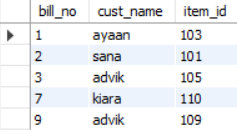 bill_no cust_name item_id
1 ayaan 103
2 sana 101
3 advik 105
7 kiara 110
9 advik 109